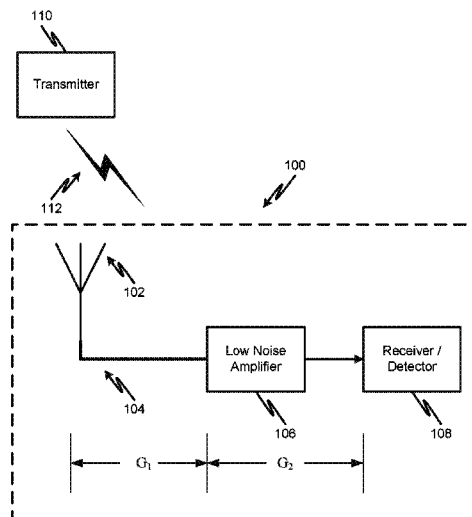 110
Transmitter
100
112
102
Low Noise
Amplifier
Receiver /
Detector
104
106
108
G₁
G₂